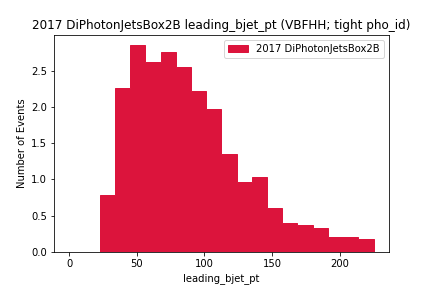 2017 DiPhotonJetsBox2B leading_bjet_pt (VBFHH; tight pho_id)
2017 DiPhotonJetsBox2B
2.5
2.0
1.5
1.0
0.5
0.0
Number of Events
0 50 100 150 200
leading_bjet_pt